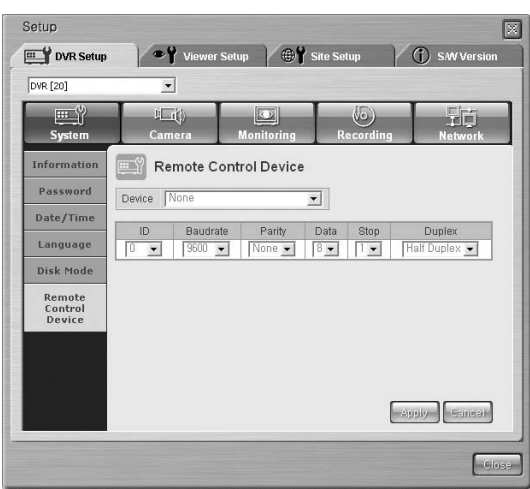 Setup
DVR Setup Viewer Setup Site Setup S/W Version
DVR [20]
System Camera Monitoring Recording Network
Information
Password
Date/Time
Language
Disk Mode
Remote
Control
Device
Remote Control Device
Device None
ID Baudrate Parity Data Stop Duplex
0 9600 None 8 1 Half Duplex
Apply Cancel
Close